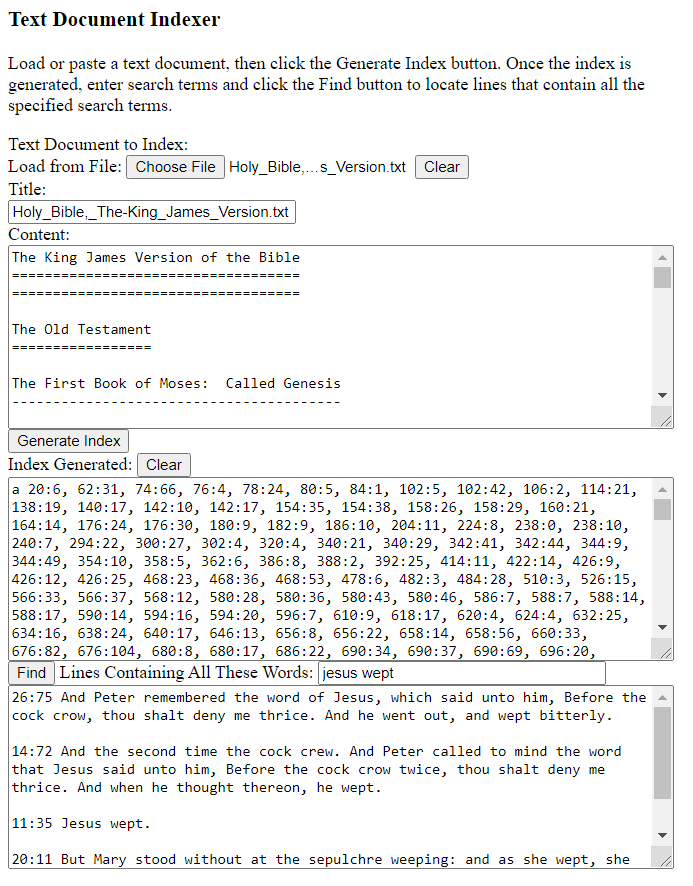 Text Document Indexer
Load or paste a text document, then click the Generate Index button. Once the index is
generated, enter search terms and click the Find button to locate lines that contain all the
specified search terms.
Text Document to Index:
Load from File: Choose File Holy_Bible,...s_Version.txt Clear
Title:
Holy_Bible,_The-King_James_Version.txt
Content:
The King James Version of the Bible
===================================
===================================
The Old Testament
=================
The First Book of Moses:  Called Genesis
----------------------------------------
Generate Index
Index Generated: Clear
a 20:6, 62:31, 74:66, 76:4, 78:24, 80:5, 84:1, 102:5, 102:42, 106:2, 114:21,
138:19, 140:17, 142:10, 142:17, 154:35, 154:38, 158:26, 158:29, 160:21,
164:14, 176:24, 176:30, 180:9, 182:9, 186:10, 204:11, 224:8, 238:0, 238:10,
240:7, 294:22, 300:27, 302:4, 320:4, 340:21, 340:29, 342:41, 342:44, 344:9,
344:49, 354:10, 358:5, 362:6, 386:8, 388:2, 392:25, 414:11, 422:14, 426:9,
426:12, 426:25, 468:23, 468:36, 468:53, 478:6, 482:3, 484:28, 510:3, 526:15,
566:33, 566:37, 568:12, 580:28, 580:36, 580:43, 580:46, 586:7, 588:7, 588:14,
588:17, 590:14, 594:16, 594:20, 596:7, 610:9, 618:17, 620:4, 624:4, 632:25,
634:16, 638:24, 640:17, 646:13, 656:8, 656:22, 658:14, 658:56, 660:33,
676:82, 676:104, 680:8, 680:17, 686:22, 690:34, 690:37, 690:69, 696:20,
Find Lines Containing All These Words: jesus wept
26:75 And Peter remembered the word of Jesus, which said unto him, Before the
cock crow, thou shalt deny me thrice. And he went out, and wept bitterly.
14:72 And the second time the cock crew. And Peter called to mind the word
that Jesus said unto him, Before the cock crow twice, thou shalt deny me
thrice. And when he thought thereon, he wept.
11:35 Jesus wept.
20:11 But Mary stood without at the sepulchre weeping: and as she wept, she